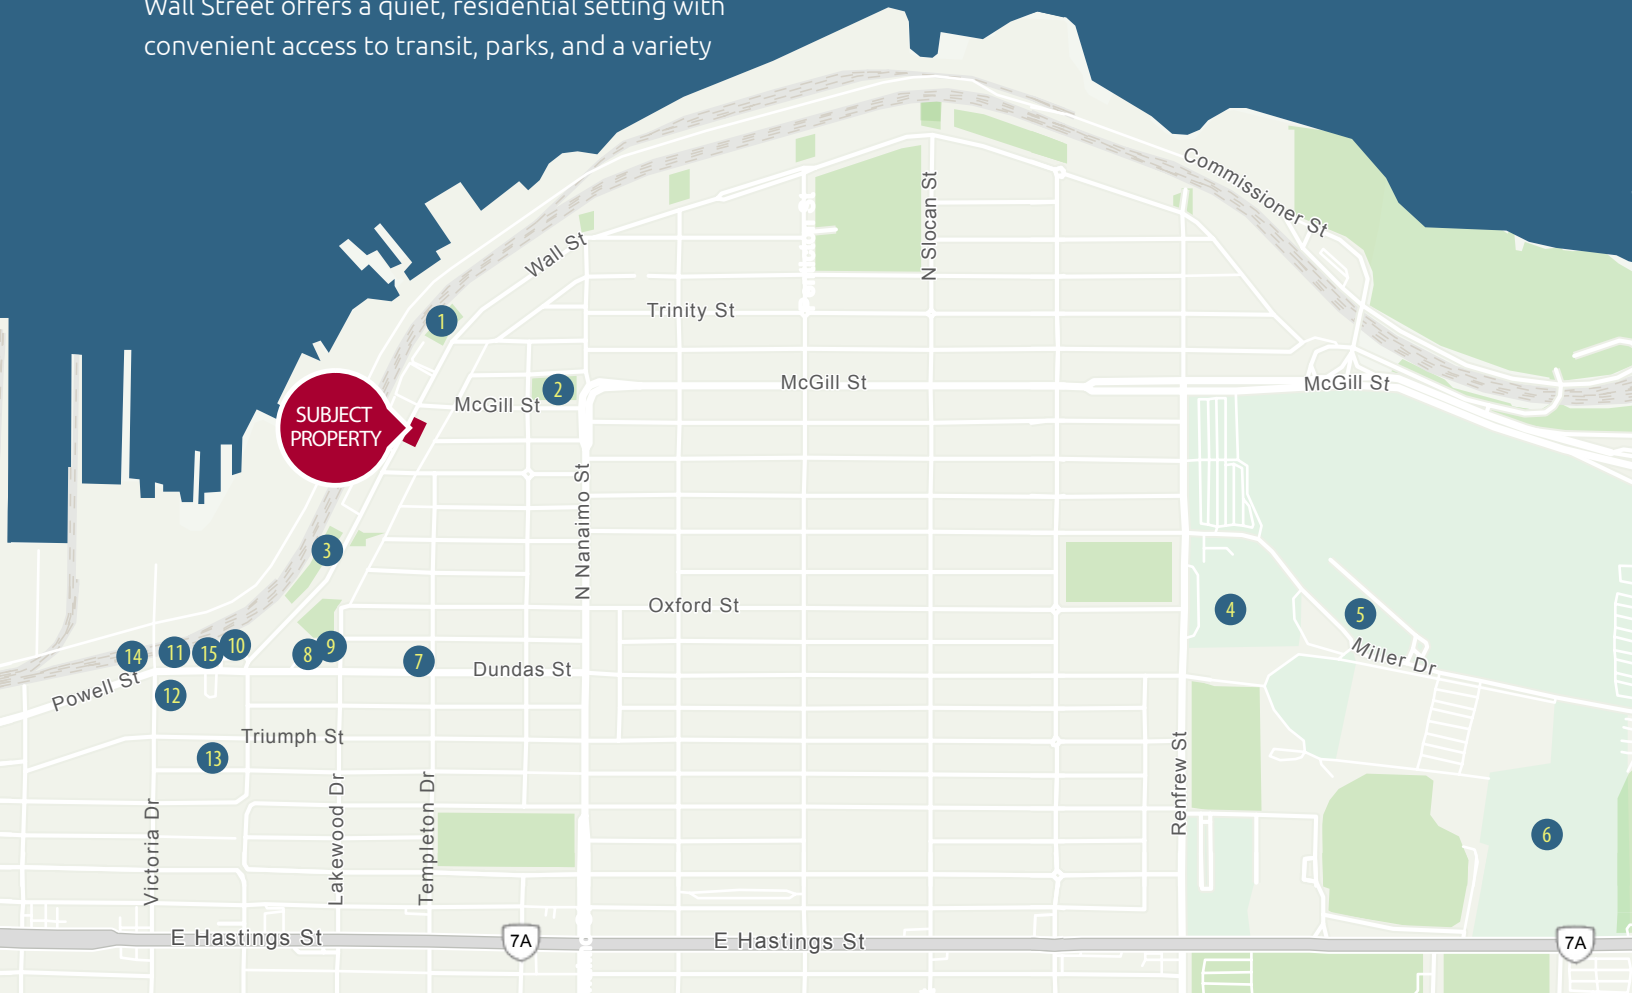 Wall Street offers a quiet, residential setting with
convenient access to transit, parks, and a variety
Commissioner St
N Slocan St
Wall St
Trinity St
1
McGill St
McGill St
2
McGill St
SUBJECT
PROPERTY
N Nanaimo St
3
Oxford St
4
5
Miller Dr
14
11
15
10
8
9
7
Dundas St
Powell St
12
Triumph St
13
Renfrew St
Victoria Dr
Lakewood Dr
Templeton Dr
6
E Hastings St
7A
E Hastings St
7A